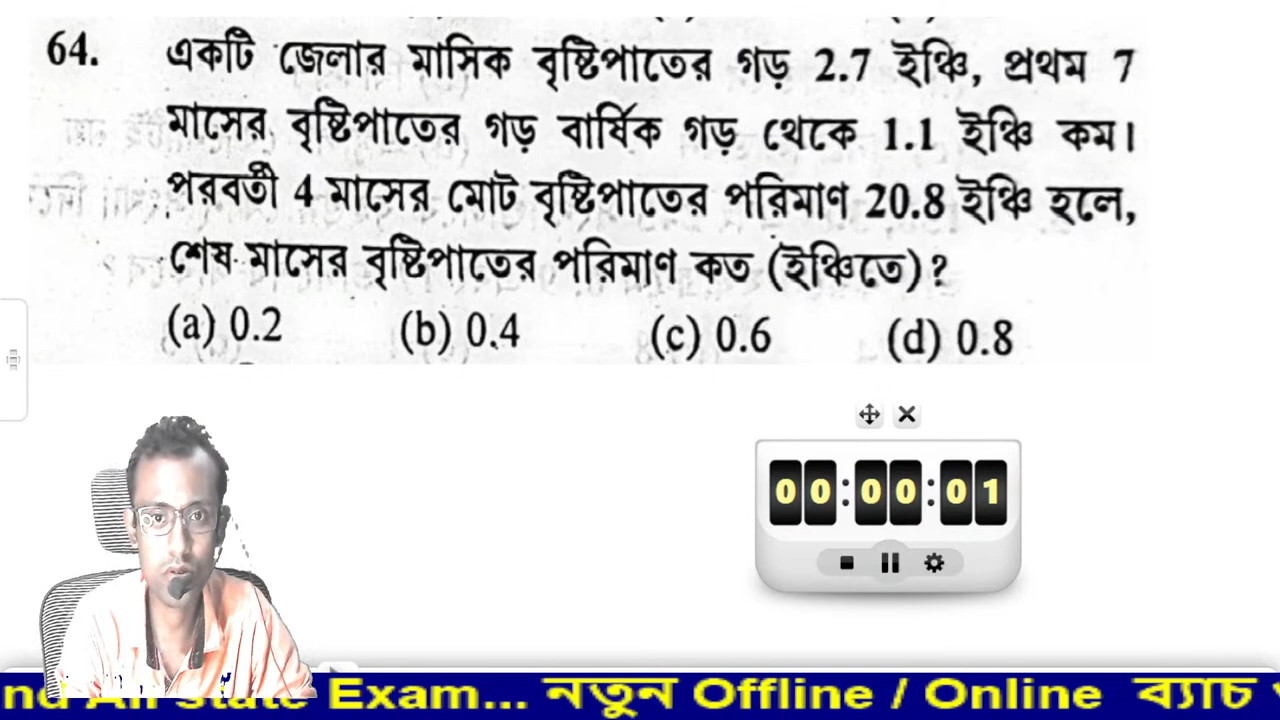 64. একটি জেলার মাসিক বৃষ্টিপাতের গড় 2.7 ইঞ্চি, প্রথম 7
মাসের বৃষ্টিপাতের গড় বার্ষিক গড় থেকে 1.1 ইঞ্চি কম।
পরবর্তী 4 মাসের মোট বৃষ্টিপাতের পরিমাণ 20.8 ইঞ্চি হলে,
শেষ মাসের বৃষ্টিপাতের পরিমাণ কত (ইঞ্চিতে)?
(a) 0.2 (b) 0.4 (c) 0.6 (d) 0.8
00:00:01
Exam... নতুন Offline / Online ব্যাচ